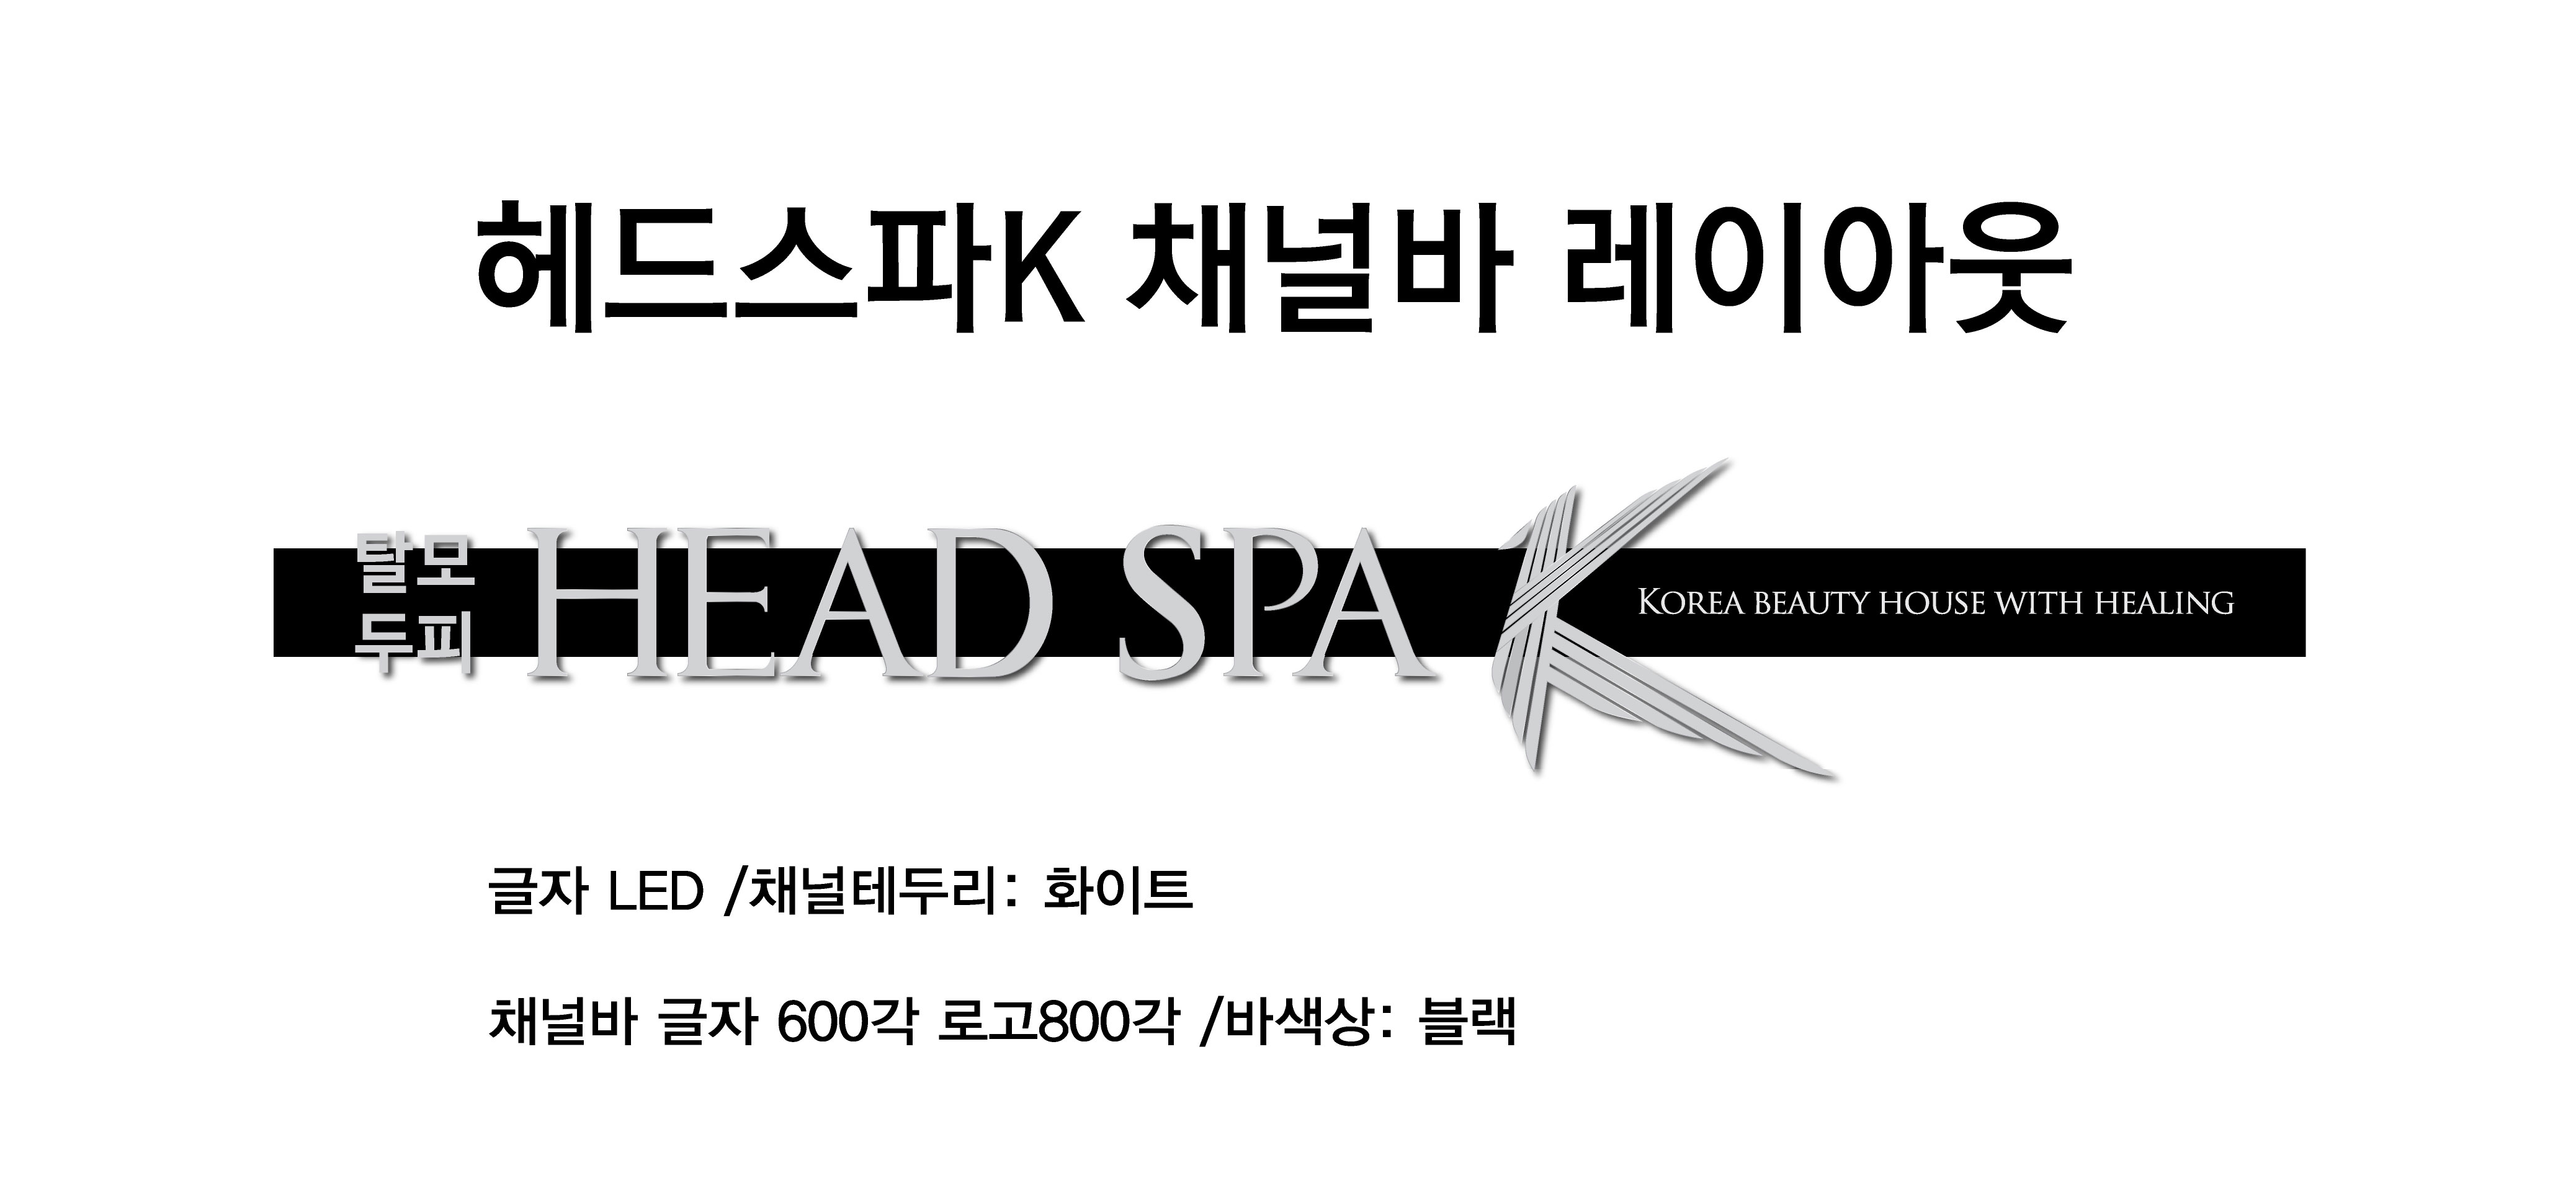 헤드스파K 채널바 레이아웃
탈모
두피
HEAD SPA K
KOREA BEAUTY HOUSE WITH HEALING
글자 LED /채널테두리: 화이트
채널바 글자 600각 로고800각 /바색상: 블랙